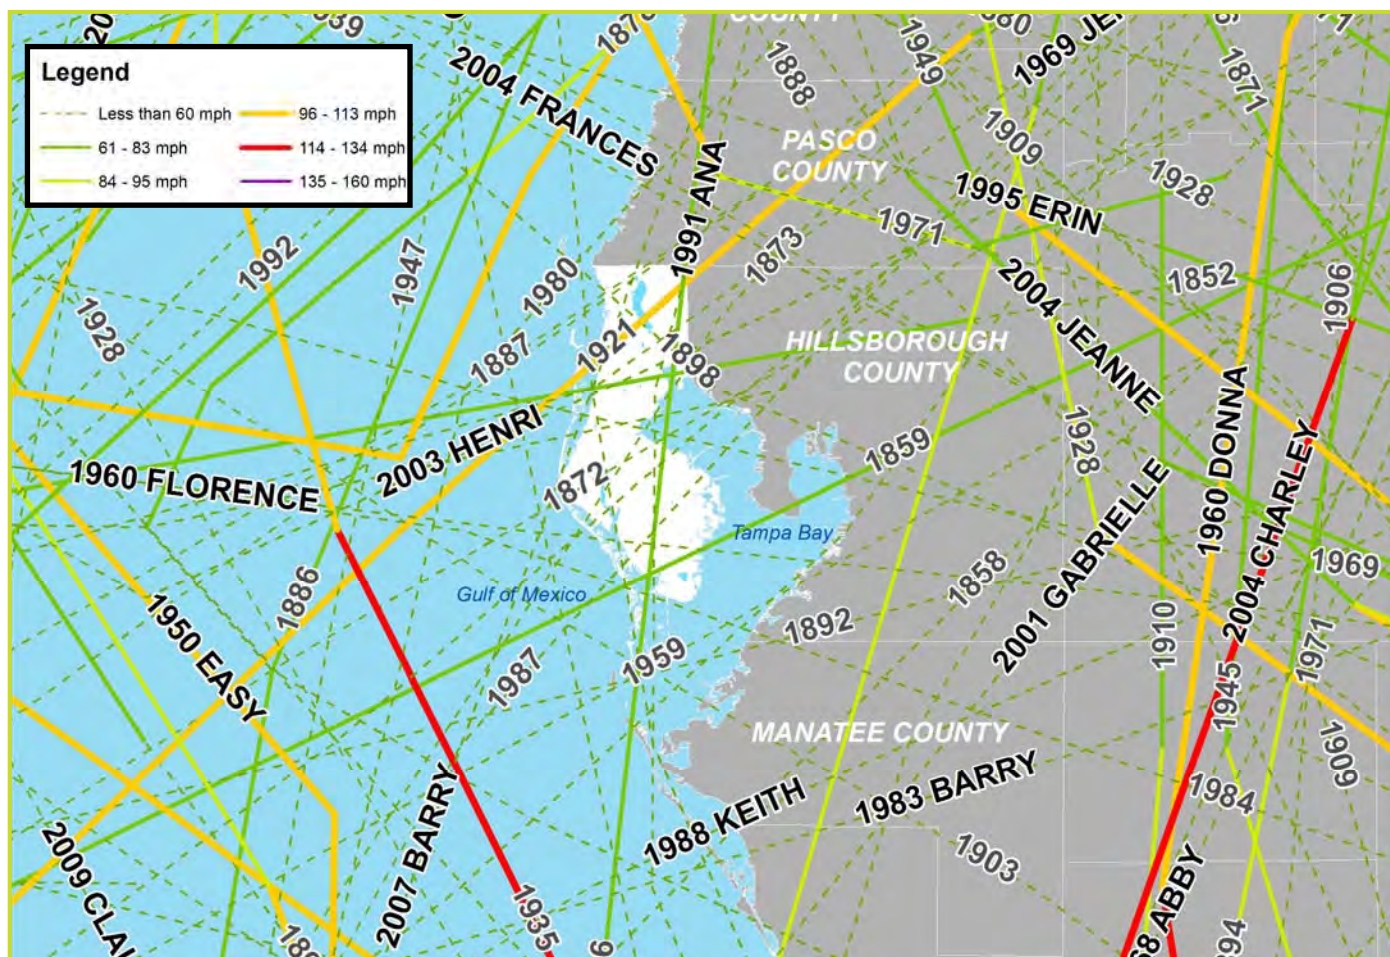 COUNTY
1880
1969
1949
1888
1871
2004 FRANCES
Legend
Less than 60 mph
96 - 113 mph
61 - 83 mph
114 - 134 mph
84 - 95 mph
135 - 160 mph
1909
PASCO
COUNTY
1991 ANA
1995 ERIN
1928
1971
1873
1992
1947
1980
1852
1906
2004 JEANNE
1928
1887
1921
1898
HILLSBOROUGH
COUNTY
2003 HENRI
1960 FLORENCE
1872
1859
1928
1960 DONNA
2004 CHARLEY
Tampa Bay
2001 GABRIELLE
1969
Gulf of Mexico
1886
1858
1950 EASY
1892
1910
1959
1987
1971
1945
MANATEE COUNTY
1909
2007 BARRY
1988 KEITH
1983 BARRY
1984
2009
1903
1935
ABBY